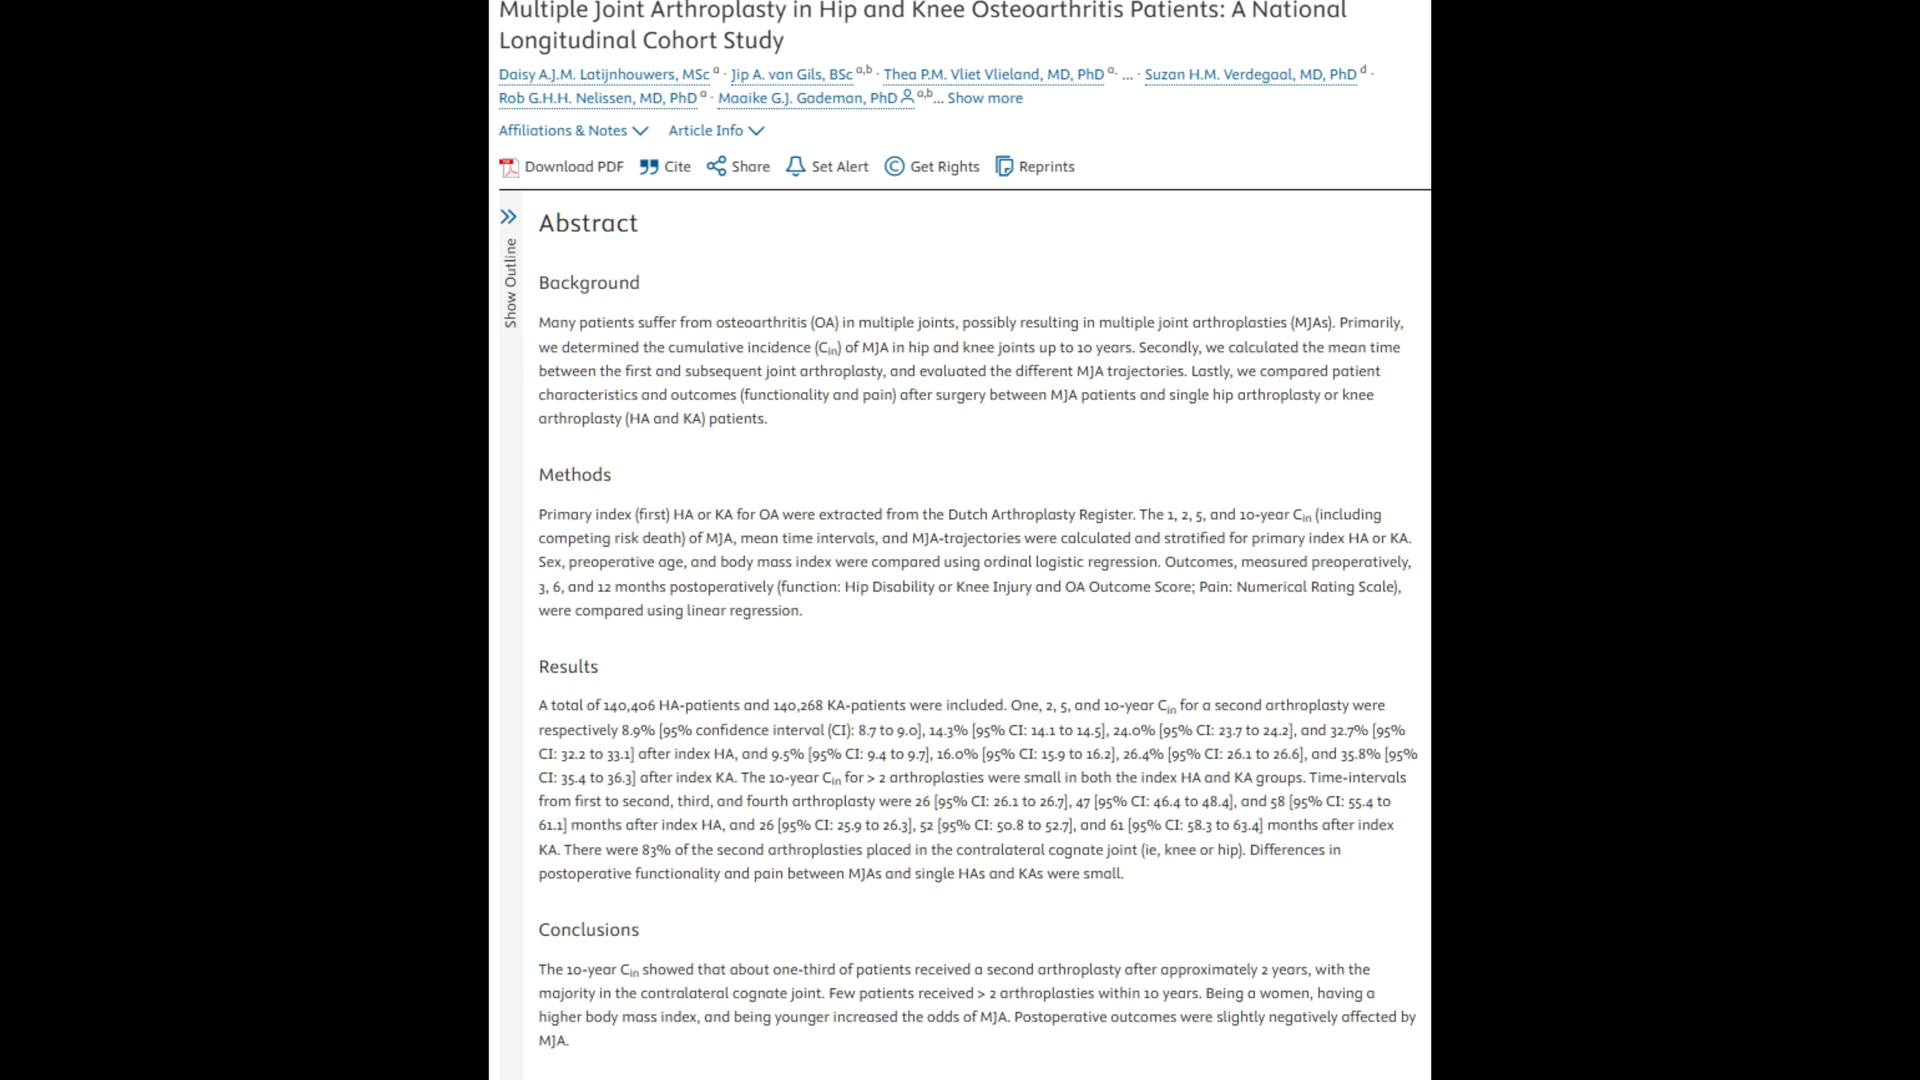 Multiple Joint Arthroplasty in Hip and Knee Osteoarthritis Patients: A National
Longitudinal Cohort Study
Daisy A.J.M. Latijnhouwers, MSc a · Jip A. van Gils, BSc a,b · Thea P.M. Vliet Vlieland, MD, PhD a · ... · Suzan H.M. Verdegaal, MD, PhD d ·
Rob G.H.H. Nelissen, MD, PhD a · Maaike G.J. Gademan, PhD a,b ... Show more
Affiliations & Notes Article Info
Download PDF Cite Share Set Alert Get Rights Reprints
Show Outline
Abstract
Background
Many patients suffer from osteoarthritis (OA) in multiple joints, possibly resulting in multiple joint arthroplasties (MJAs). Primarily,
we determined the cumulative incidence (Cin) of MJA in hip and knee joints up to 10 years. Secondly, we calculated the mean time
between the first and subsequent joint arthroplasty, and evaluated the different MJA trajectories. Lastly, we compared patient
characteristics and outcomes (functionality and pain) after surgery between MJA patients and single hip arthroplasty or knee
arthroplasty (HA and KA) patients.
Methods
Primary index (first) HA or KA for OA were extracted from the Dutch Arthroplasty Register. The 1, 2, 5, and 10-year Cin (including
competing risk death) of MJA, mean time intervals, and MJA-trajectories were calculated and stratified for primary index HA or KA.
Sex, preoperative age, and body mass index were compared using ordinal logistic regression. Outcomes, measured preoperatively,
3, 6, and 12 months postoperatively (function: Hip Disability or Knee Injury and OA Outcome Score; Pain: Numerical Rating Scale),
were compared using linear regression.
Results
A total of 140,406 HA-patients and 140,268 KA-patients were included. One, 2, 5, and 10-year Cin for a second arthroplasty were
respectively 8.9% [95% confidence interval (CI): 8.7 to 9.0], 14.3% [95% CI: 14.1 to 14.5], 24.0% [95% CI: 23.7 to 24.2], and 32.7% [95%
CI: 32.2 to 33.1] after index HA, and 9.5% [95% CI: 9.4 to 9.7], 16.0% [95% CI: 15.9 to 16.2], 26.4% [95% CI: 26.1 to 26.6], and 35.8% [95%
CI: 35.4 to 36.3] after index KA. The 10-year Cin for > 2 arthroplasties were small in both the index HA and KA groups. Time-intervals
from first to second, third, and fourth arthroplasty were 26 [95% CI: 26.1 to 26.7], 47 [95% CI: 46.4 to 48.4], and 58 [95% CI: 55.4 to
61.1] months after index HA, and 26 [95% CI: 25.9 to 26.3], 52 [95% CI: 50.8 to 52.7], and 61 [95% CI: 58.3 to 63.4] months after index
KA. There were 83% of the second arthroplasties placed in the contralateral cognate joint (ie, knee or hip). Differences in
postoperative functionality and pain between MJAs and single HAs and KAs were small.
Conclusions
The 10-year Cin showed that about one-third of patients received a second arthroplasty after approximately 2 years, with the
majority in the contralateral cognate joint. Few patients received > 2 arthroplasties within 10 years. Being a women, having a
higher body mass index, and being younger increased the odds of MJA. Postoperative outcomes were slightly negatively affected by
MJA.